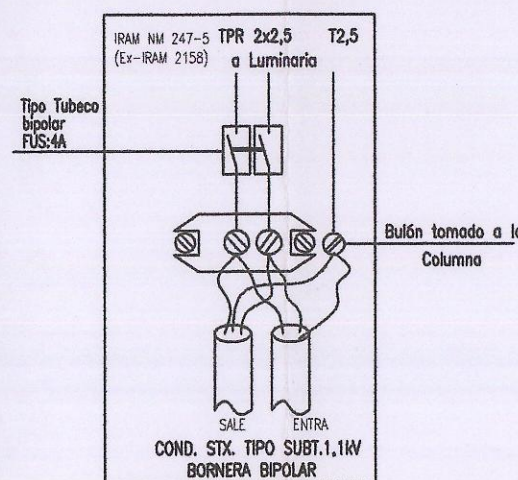 IRAM NM 247-5 TPR 2x2,5 T2,5
(Ex-IRAM 2158) a Luminaria
Tipo Tubeco
bipolar
FUS:4A
Bulón tomado a la
Columna
SALE ENTRA
COND. STX. TIPO SUBT.1,1kV
BORNERA BIPOLAR